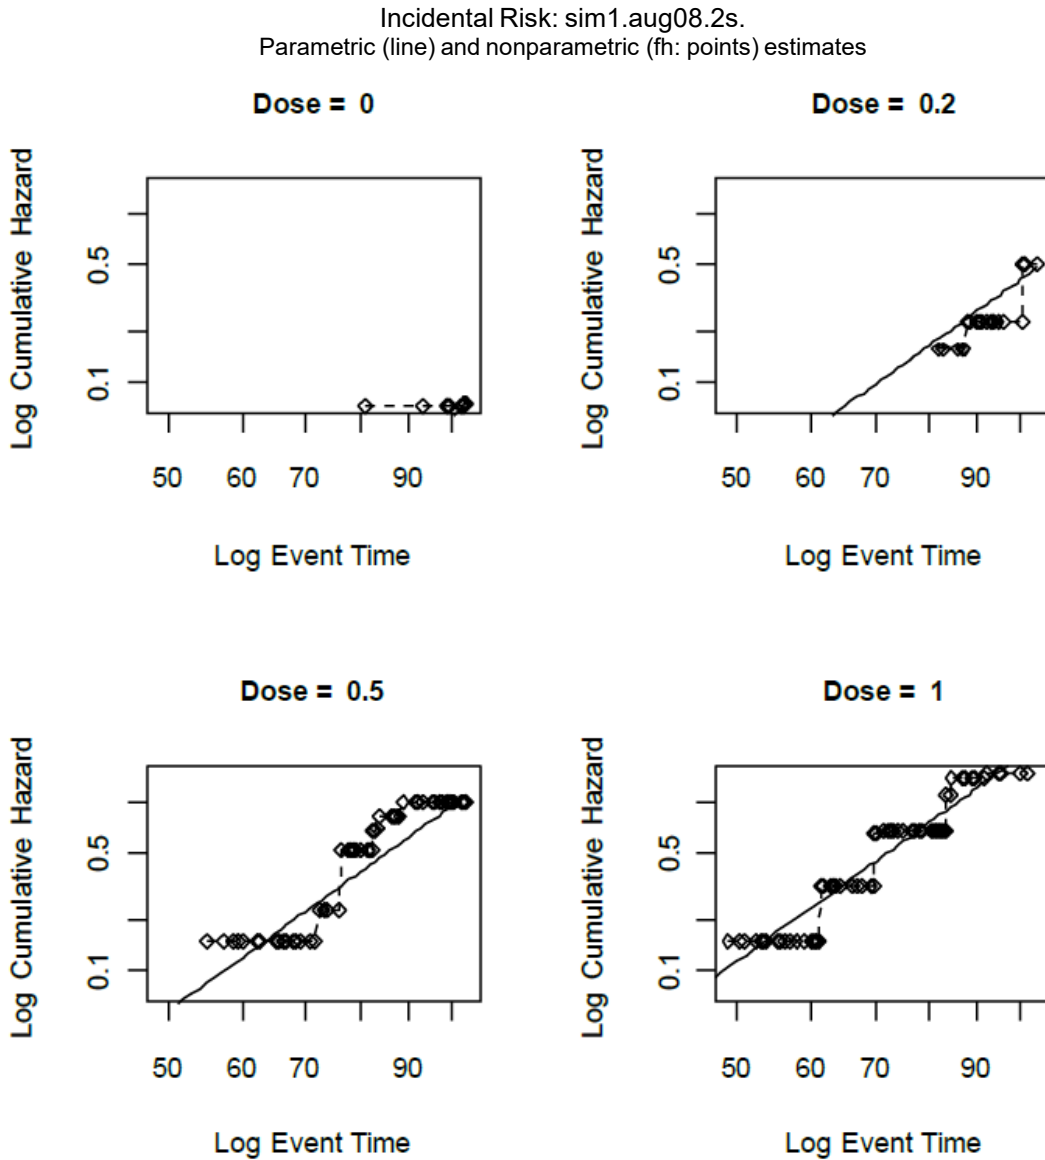 Incidental Risk: sim1.aug08.2s.
Parametric (line) and nonparametric (fh: points) estimates
Dose = 0
Log Cumulative Hazard
0.5
0.1
50 60 70 90
Log Event Time
Dose = 0.2
Log Cumulative Hazard
0.5
0.1
50 60 70 90
Log Event Time
Dose = 0.5
Log Cumulative Hazard
0.5
0.1
50 60 70 90
Log Event Time
Dose = 1
Log Cumulative Hazard
0.5
0.1
50 60 70 90
Log Event Time